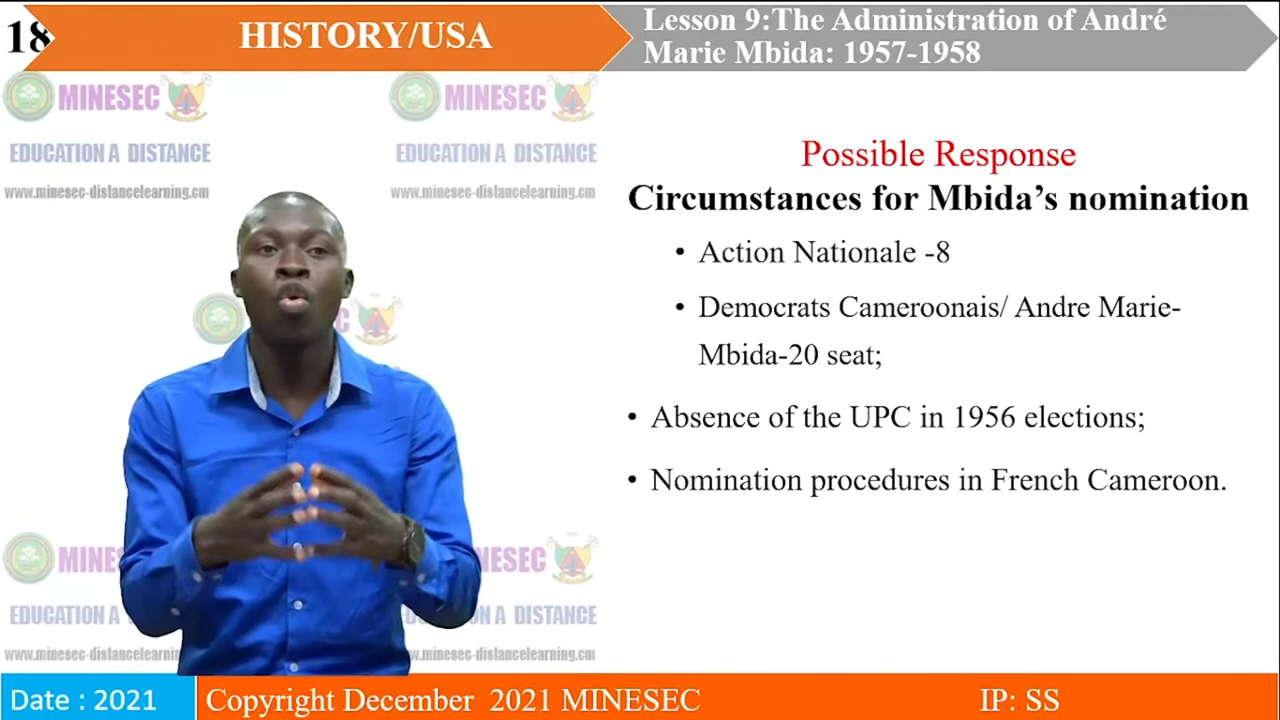 18
HISTORY/USA
Lesson 9:The Administration of André
Marie Mbida: 1957-1958
MINESEC
MINESEC
EDUCATION A DISTANCE
EDUCATION A DISTANCE
www.minesec-distancelearning.cm
www.minesec-distancelearning.cm
Possible Response
Circumstances for Mbida’s nomination
• Action Nationale -8
• Democrats Cameroonais/ Andre Marie-
Mbida-20 seat;
• Absence of the UPC in 1956 elections;
• Nomination procedures in French Cameroon.
Date : 2021
Copyright December 2021 MINESEC
IP: SS